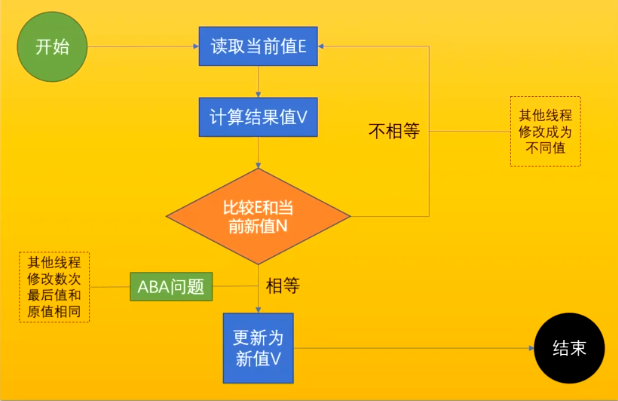 开始
读取当前值E
计算结果值V
不相等
其他线程
修改成为
不同值
比较E和当
前新值N
其他线程
修改数次
最后值和
原值相同
ABA问题
相等
更新为
新值V
结束